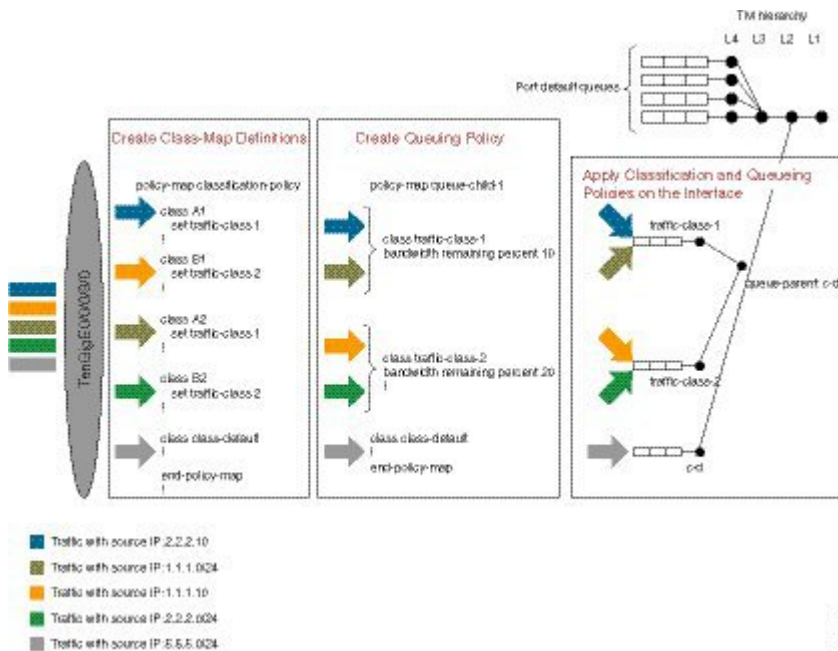 TM hierarchy
L4 L3 L2 L1
Port default queues
Create Class-Map Definitions
policy-map classification-policy
class A1
set traffic-class 1
!
class B1
set traffic-class-2
!
class A2
set traffic-class 1
!
class B2
set traffic-class-2
!
class class-default
!
end-policy-map
!
Create Queuing Policy
policy-map queue-child-1
class traffic-class-1
bandwidth remaining percent 10
!
class traffic-class-2
bandwidth remaining percent 20
!
class class-default
!
end-policy-map
Apply Classification and Queueing
Policies on the Interface
traffic-class-1
queue-parent c-d
traffic-class-2
c-d
TenGigE0/0/0/3/0
Traffic with source IP:2.2.2.10
Traffic with source IP:1.1.1.0/24
Traffic with source IP:1.1.1.10
Traffic with source IP:2.2.2.0/24
Traffic with source IP:5.5.5.0/24